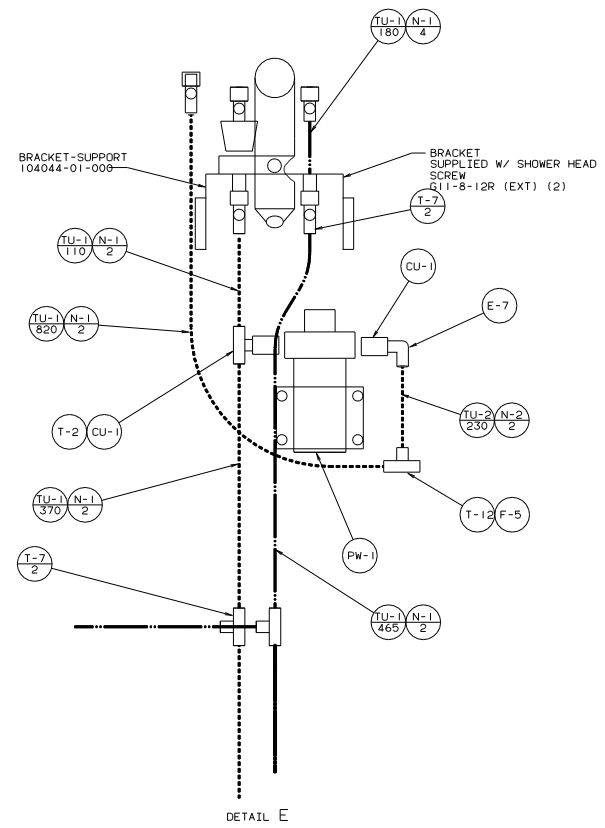 TU-1 N-1
180 4
BRACKET-SUPPORT
104044-01-000
BRACKET
SUPPLIED W/ SHOWER HEAD
SCREW
G11-8-12R (EXT) (2)
T-7
2
TU-1 N-1
110 2
CU-1
E-7
TU-1 N-1
820 2
TU-2 N-2
230 2
T-2 CU-1
TU-1 N-1
370 2
T-12 F-5
PW-1
T-7
2
TU-1 N-1
465 2
DETAIL E